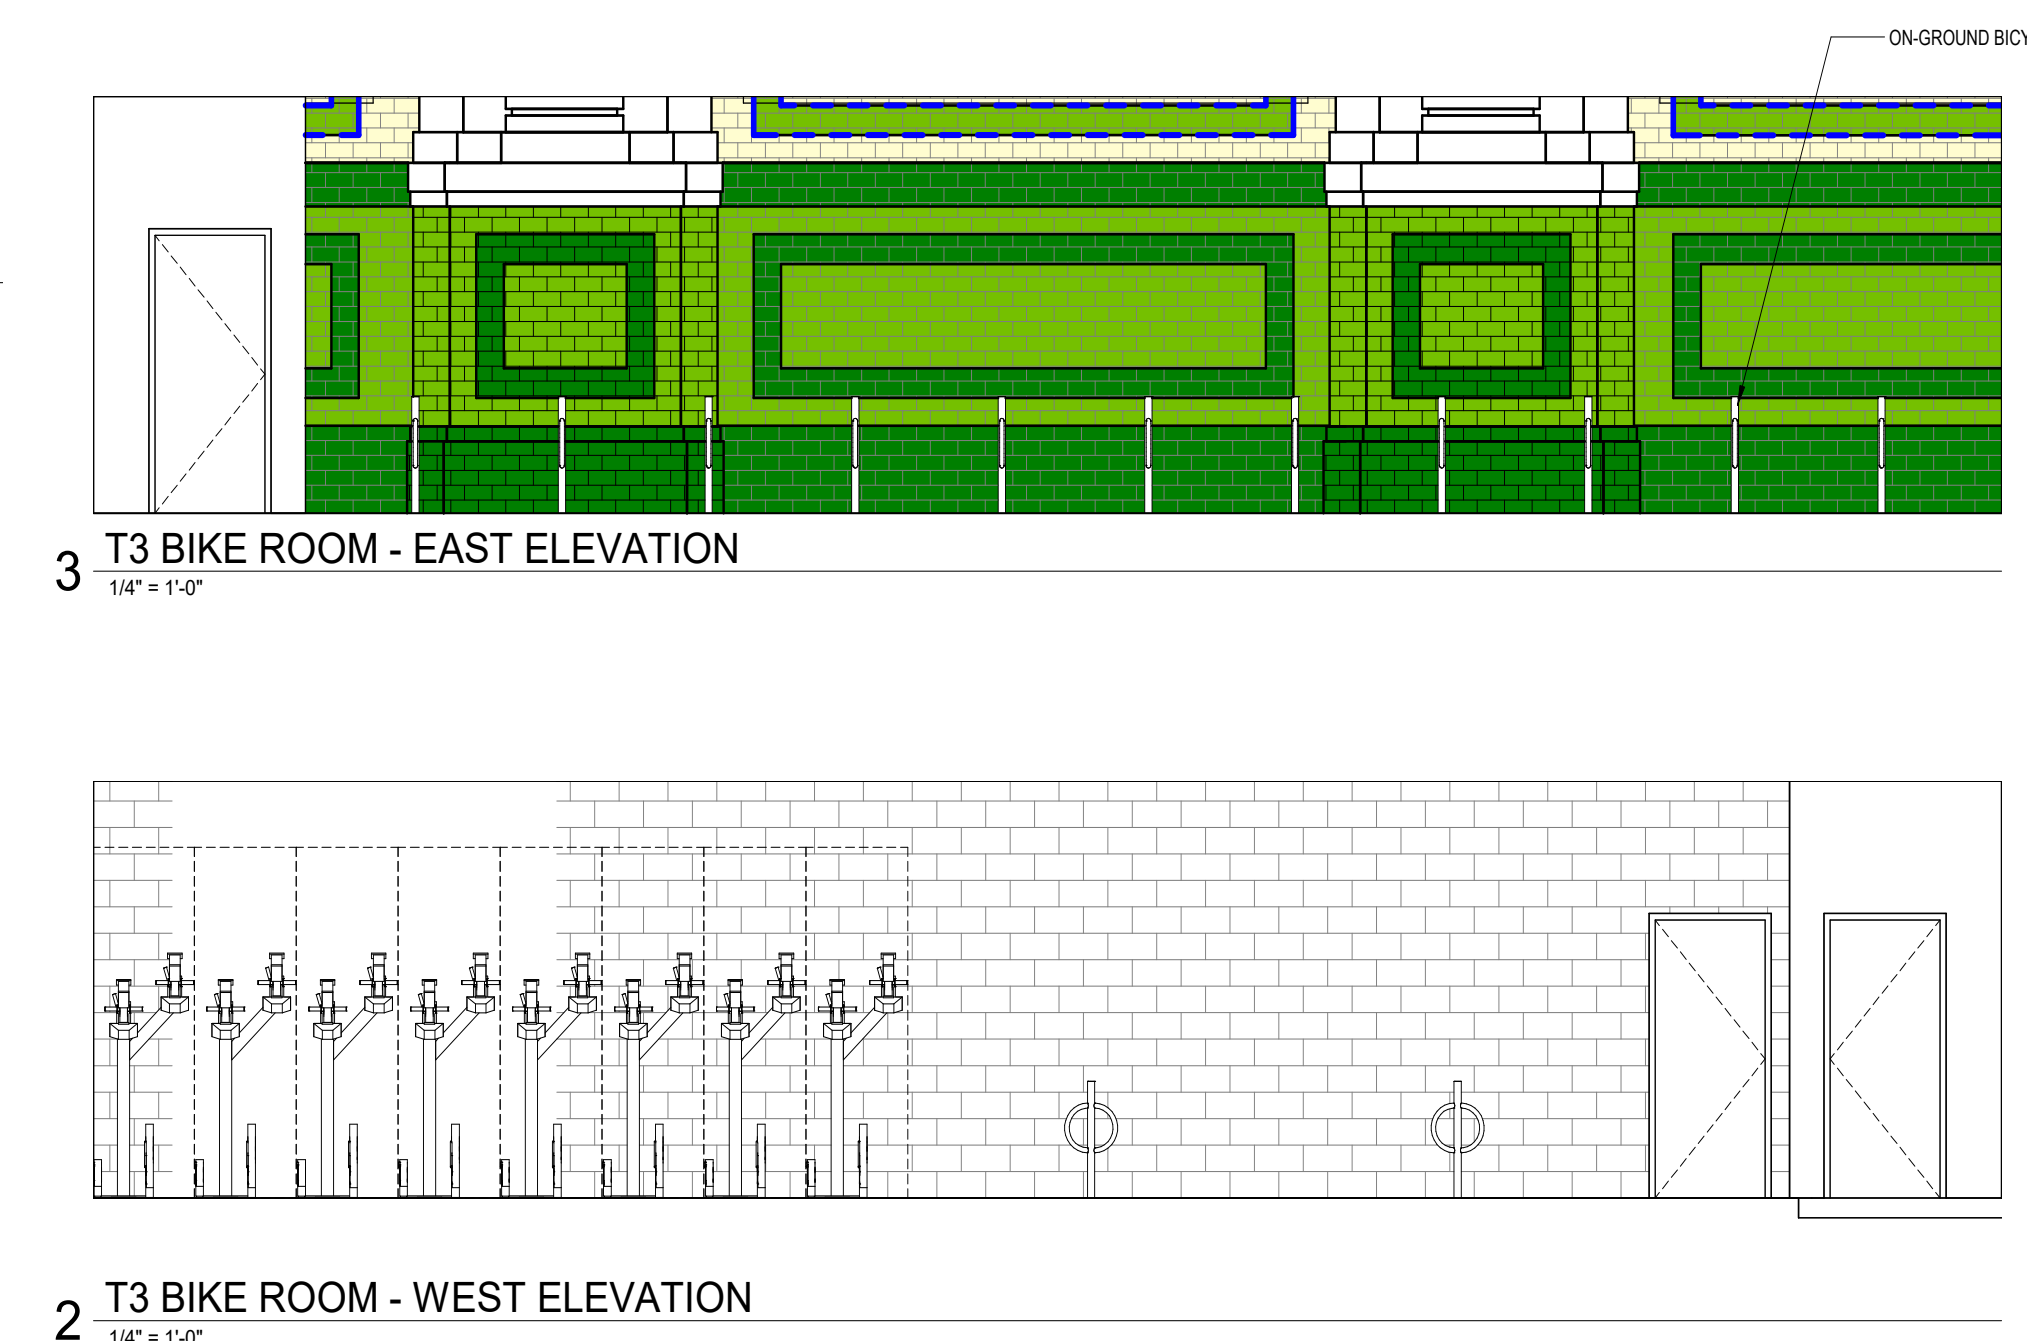 ON-GROUND
3 T3 BIKE ROOM - EAST ELEVATION
1/4" = 1'-0"
2 T3 BIKE ROOM - WEST ELEVATION
1/4" = 1'-0"